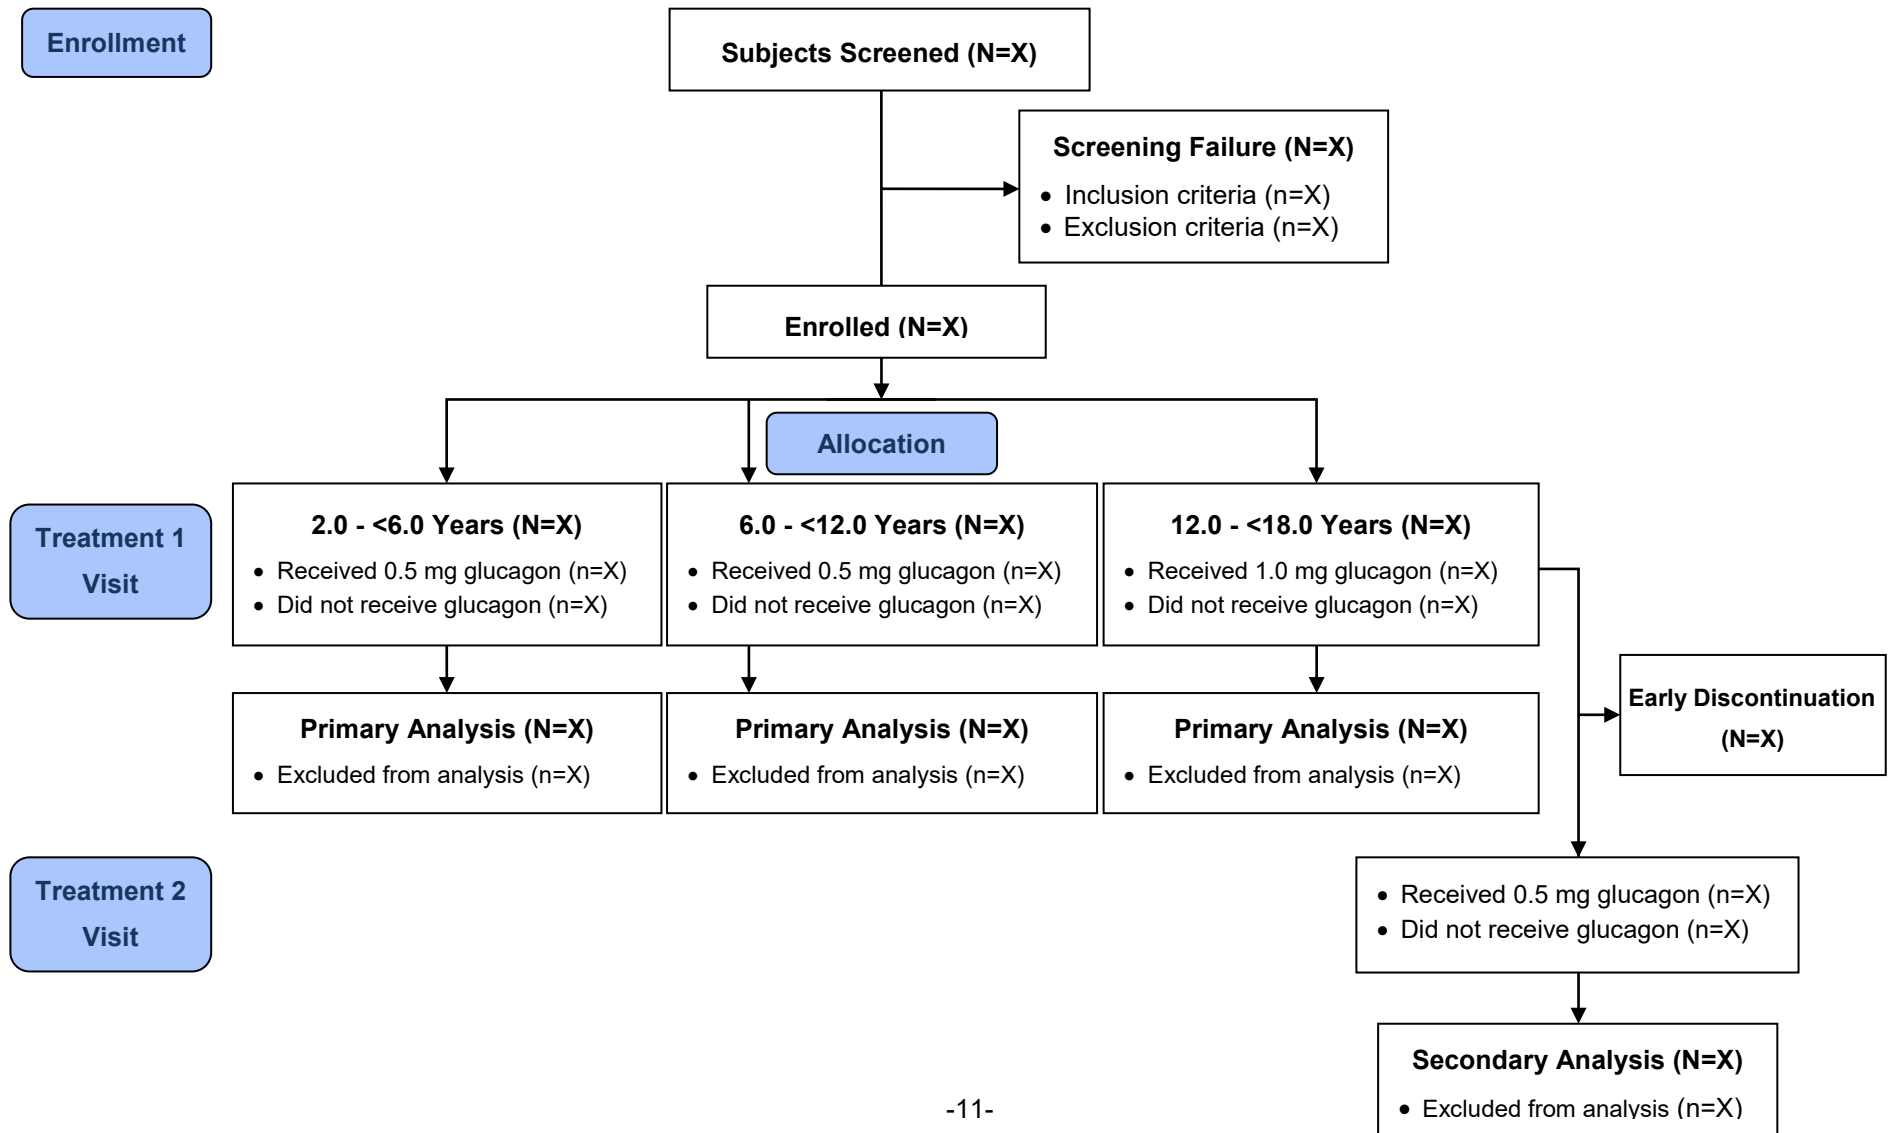 Enrollment
Subjects Screened (N=X)
Screening Failure (N=X)
• Inclusion criteria (n=X)
• Exclusion criteria (n=X)
Enrolled (N=X)
Allocation
Treatment 1
Visit
2.0 - <6.0 Years (N=X)
• Received 0.5 mg glucagon (n=X)
• Did not receive glucagon (n=X)
6.0 - <12.0 Years (N=X)
• Received 0.5 mg glucagon (n=X)
• Did not receive glucagon (n=X)
12.0 - <18.0 Years (N=X)
• Received 1.0 mg glucagon (n=X)
• Did not receive glucagon (n=X)
Primary Analysis (N=X)
• Excluded from analysis (n=X)
Primary Analysis (N=X)
• Excluded from analysis (n=X)
Primary Analysis (N=X)
• Excluded from analysis (n=X)
Early Discontinuation
(N=X)
Treatment 2
Visit
• Received 0.5 mg glucagon (n=X)
• Did not receive glucagon (n=X)
Secondary Analysis (N=X)
• Excluded from analysis (n=X)
-11-